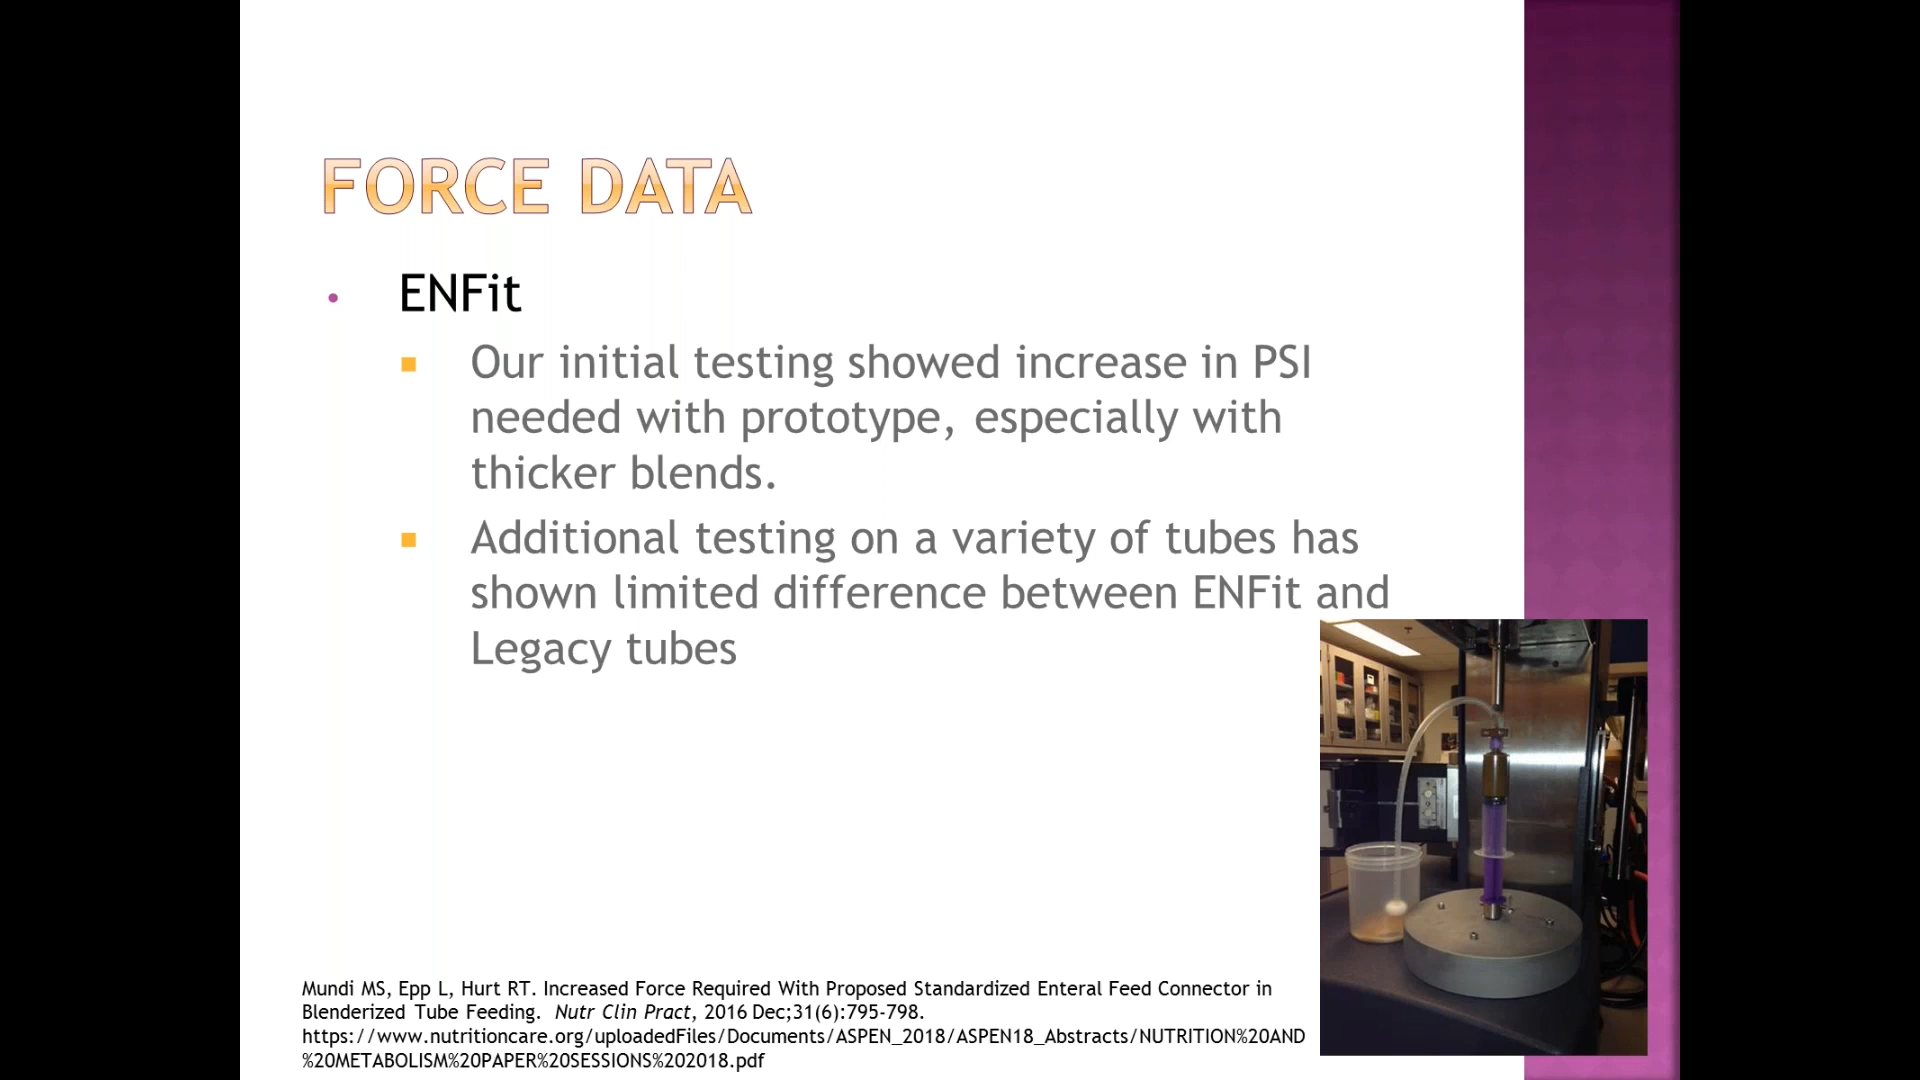 FORCE DATA
• ENFit
Our initial testing showed increase in PSI
needed with prototype, especially with
thicker blends.
Additional testing on a variety of tubes has
shown limited difference between ENFit and
Legacy tubes
Mundi MS, Epp L, Hurt RT. Increased Force Required With Proposed Standardized Enteral Feed Connector in
Blenderized Tube Feeding. Nutr Clin Pract, 2016 Dec;31(6):795-798.
https://www.nutritioncare.org/uploadedFiles/Documents/ASPEN_2018/ASPEN18_Abstracts/NUTRITION%20AND
%20METABOLISM%20PAPER%20SESSIONS%202018.pdf